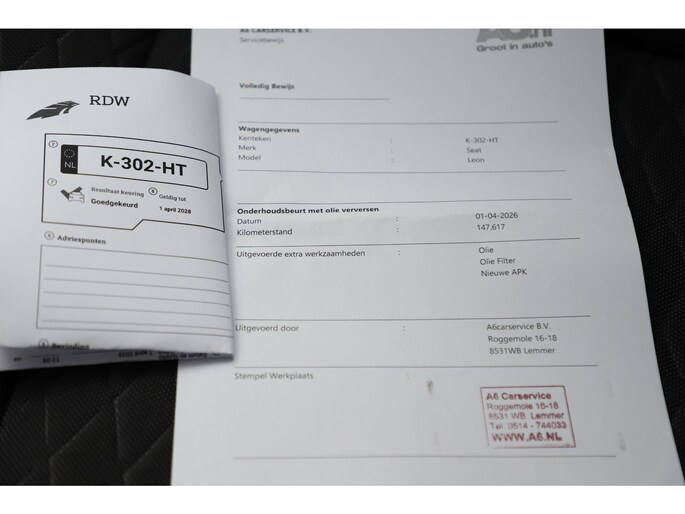 RDW
NL
K-302-HT
Resultaat keuring
Goedgekeurd
Geldig tot
1 april 2028
Adviespunten
A6 CARSERVICE B.V.
Servicebewijs
A6.nl
Groot in auto's
Volledig Bewijs
Wagengegevens
Kenteken : K-302-HT
Merk : Seat
Model : Leon
Onderhoudsbeurt met olie verversen
Datum : 01-04-2026
Kilometerstand : 147,617
Uitgevoerde extra werkzaamheden : Olie
Olie Filter
Nieuwe APK
Uitgevoerd door : A6carservice B.V.
Roggemole 16-18
8531WB Lemmer
Stempel Werkplaats :
A6 Carservice
Roggemole 16-18
8531 WB Lemmer
Tel. 0514 - 744033
WWW.A6.NL